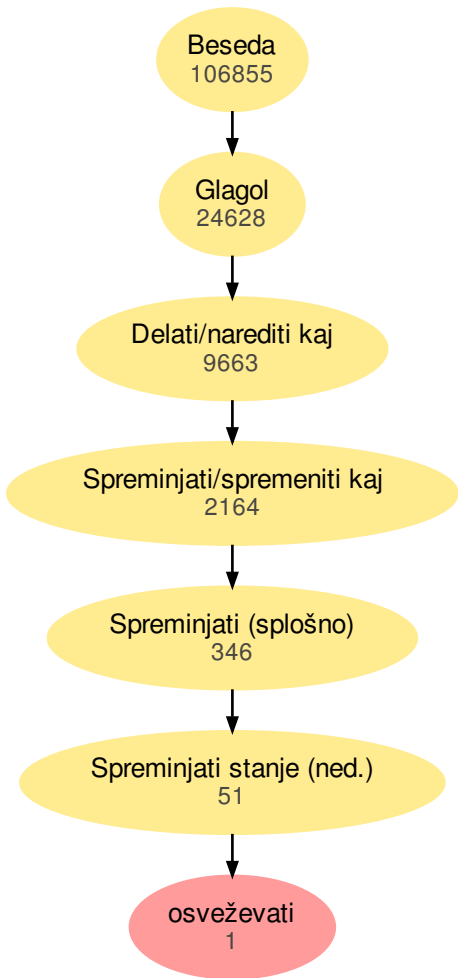 Beseda
106855
Glagol
24628
Delati/narediti kaj
9663
Spreminjati/spremeniti kaj
2164
Spreminjati (splošno)
346
Spreminjati stanje (ned.)
51
osveževati
1